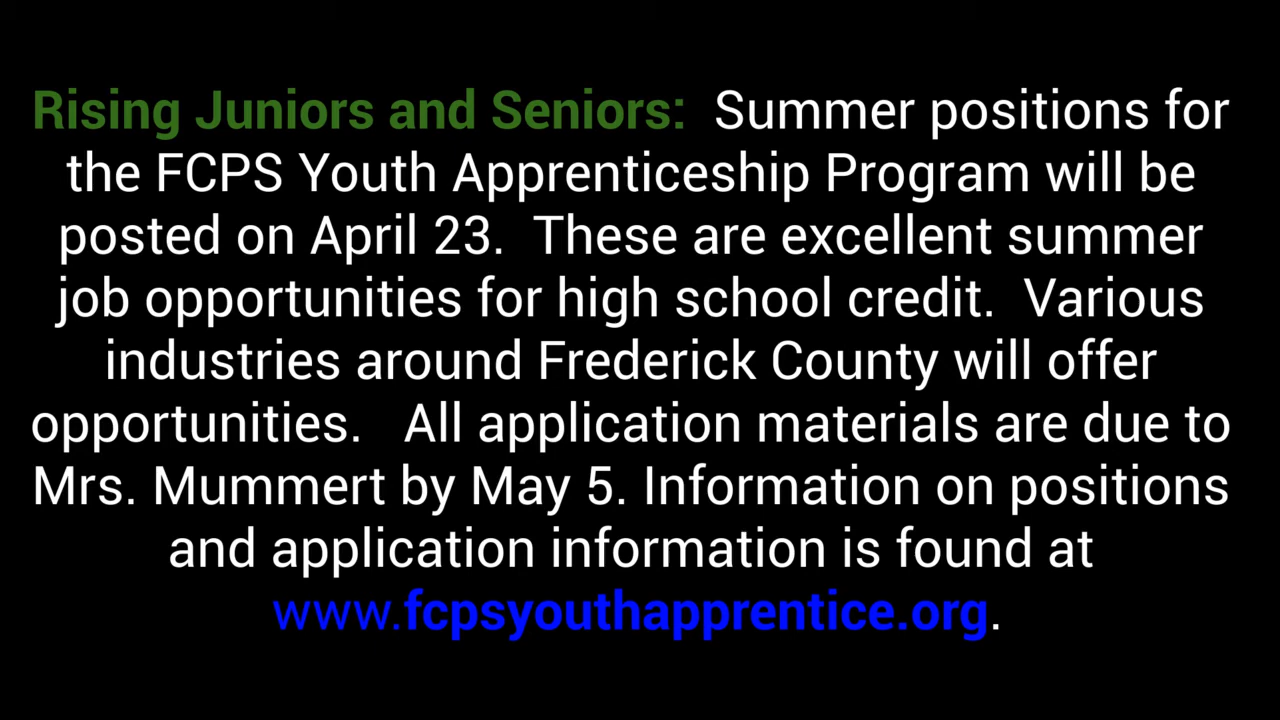 Rising Juniors and Seniors:  Summer positions for
the FCPS Youth Apprenticeship Program will be
posted on April 23.  These are excellent summer
job opportunities for high school credit.  Various
industries around Frederick County will offer
opportunities.   All application materials are due to
Mrs. Mummert by May 5. Information on positions
and application information is found at
www.fcpsyouthapprentice.org.